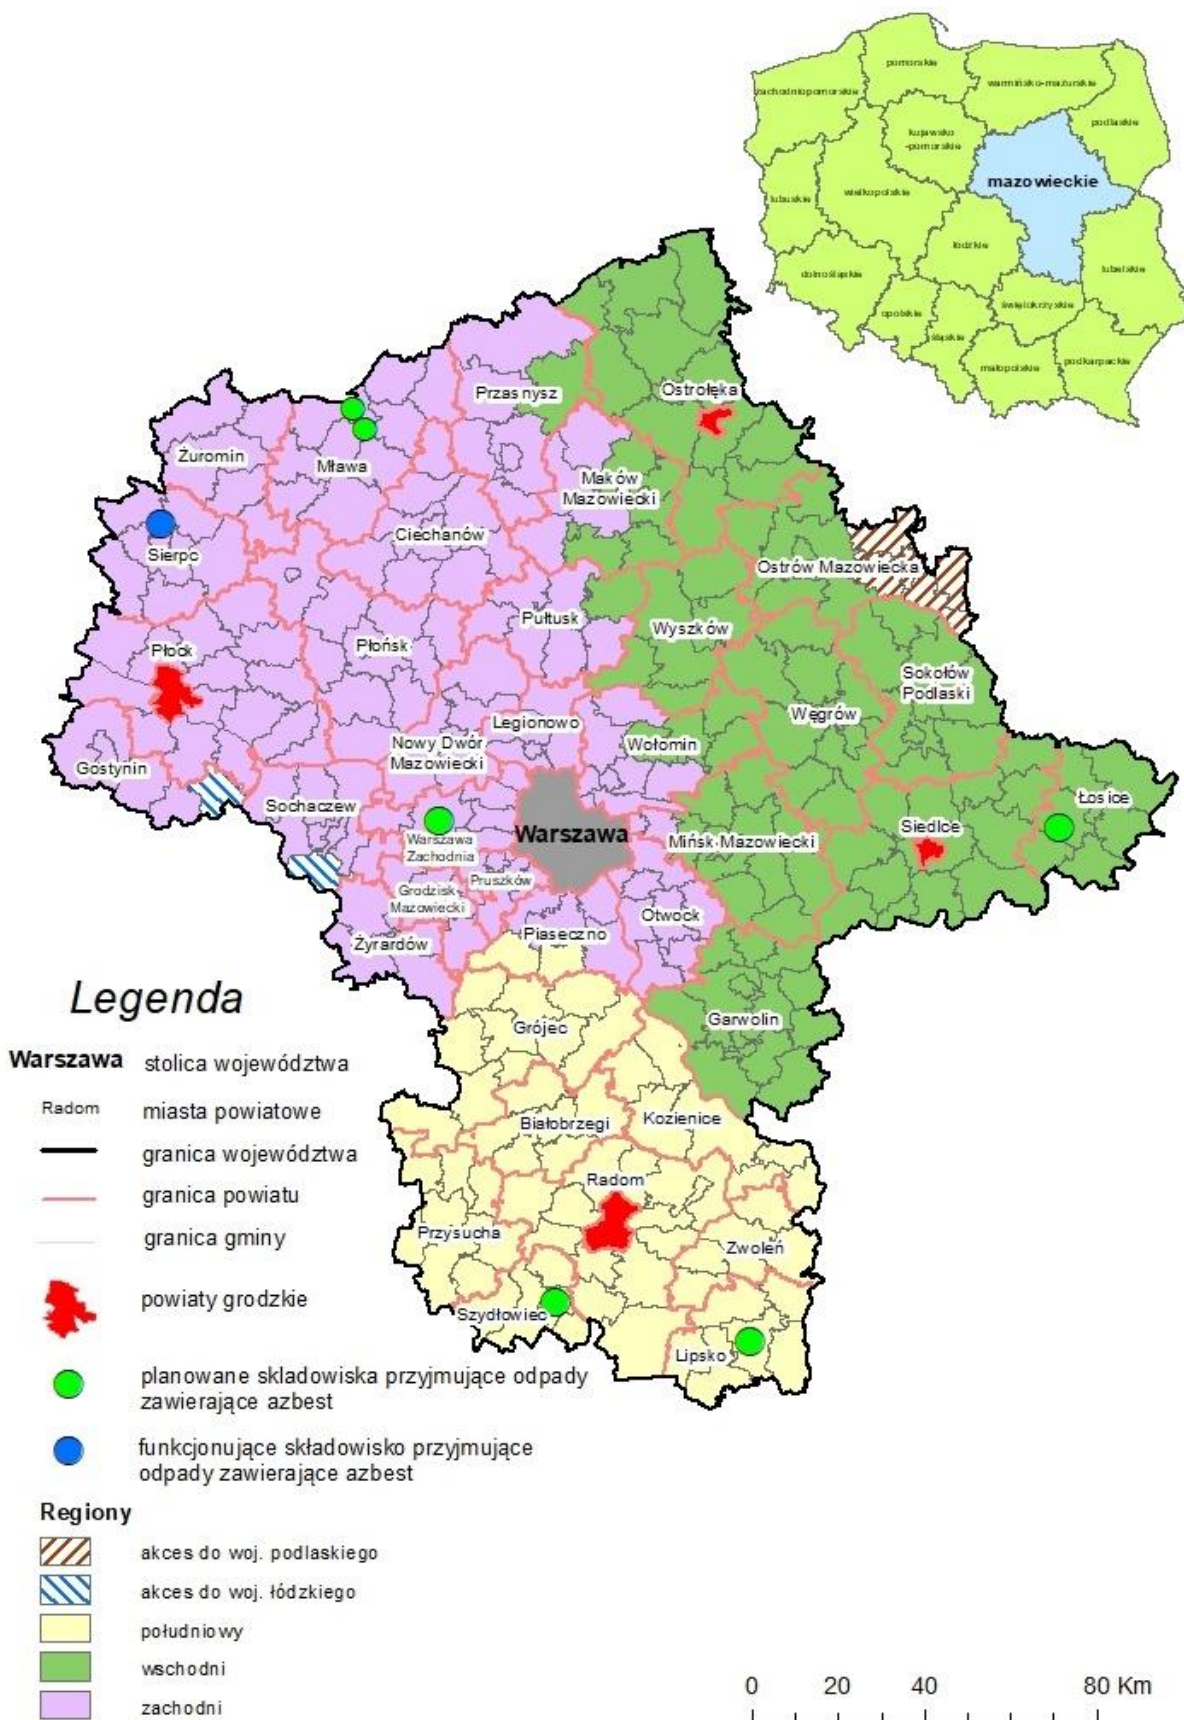 pomorskie
zachodniopomorskie
warmińsko-mazurskie
podlaskie
kujawsko
-pomorskie
mazowieckie
wielkopolskie
lubuskie
łódzkie
dolnośląskie
lubelskie
opolskie
świętokrzyskie
śląskie
małopolskie
podkarpackie
Przasnysz
Ostrołęka
Żuromin
Mława
Maków
Mazowiecki
Sierpc
Ciechanów
Ostrów Mazowiecka
Pułtusk
Wyszków
Płock
Płońsk
Sokołów
Podlaski
Węgrów
Legionowo
Nowy Dwór
Mazowiecki
Wołomin
Gostynin
Sochaczew
Łosice
Warszawa
Siedlce
Warszawa
Zachodnia
Mińsk Mazowiecki
Pruszków
Grodzisk
Mazowiecki
Otwock
Żyrardów
Piaseczno
Garwolin
Grójec
Białobrzegi
Kozienice
Radom
Przysucha
Zwoleń
Szydłowiec
Lipsko
Legenda
Warszawa stolica województwa
Radom miasta powiatowe
granica województwa
granica powiatu
granica gminy
powiaty grodzkie
planowane składowiska przyjmujące odpady
zawierające azbest
funkcjonujące składowisko przyjmujące
odpady zawierające azbest
Regiony
akces do woj. podlaskiego
akces do woj. łódzkiego
południowy
wschodni
zachodni
0 20 40 80 Km